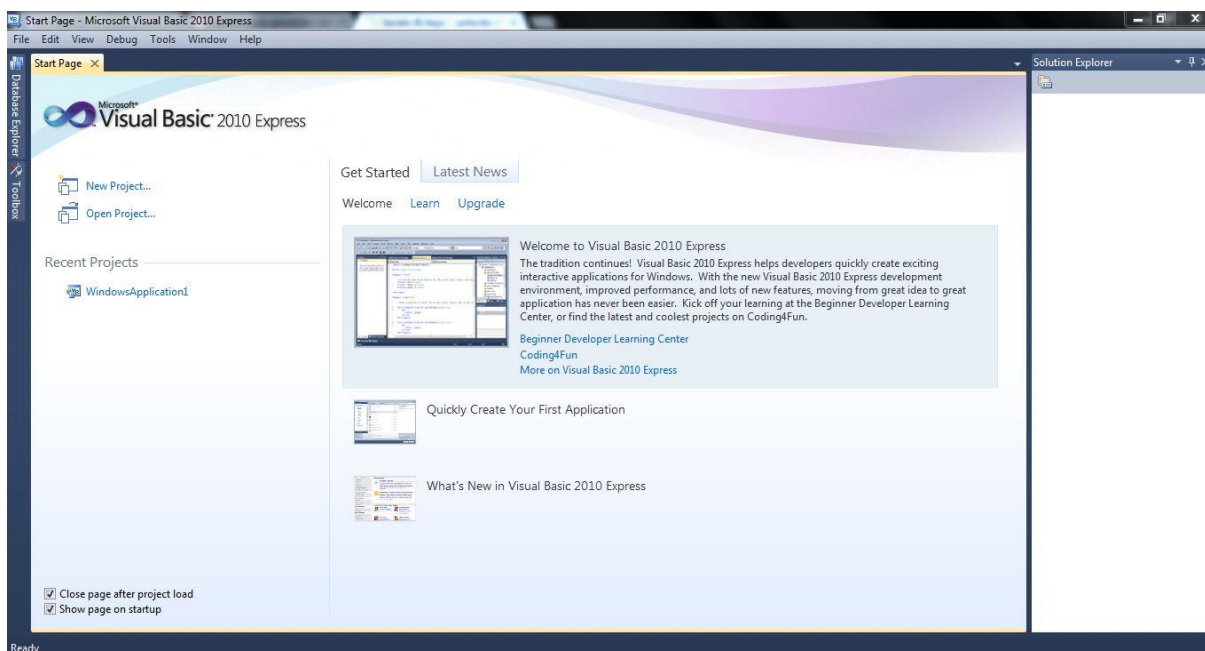 Start Page - Microsoft Visual Basic 2010 Express
File Edit View Debug Tools Window Help
Database Explorer
Toolbox
Start Page
Solution Explorer
Microsoft®
Visual Basic® 2010 Express
New Project...
Open Project...
Recent Projects
WindowsApplication1
Close page after project load
Show page on startup
Get Started Latest News
Welcome Learn Upgrade
Welcome to Visual Basic 2010 Express
The tradition continues! Visual Basic 2010 Express helps developers quickly create exciting
interactive applications for Windows. With the new Visual Basic 2010 Express development
environment, improved performance, and lots of new features, moving from great idea to great
application has never been easier. Kick off your learning at the Beginner Developer Learning
Center, or find the latest and coolest projects on Coding4Fun.
Beginner Developer Learning Center
Coding4Fun
More on Visual Basic 2010 Express
Quickly Create Your First Application
What's New in Visual Basic 2010 Express
Ready